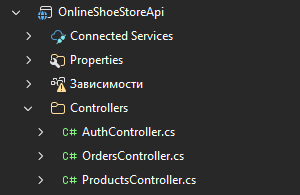 OnlineShoeStoreApi
Connected Services
Properties
Зависимости
Controllers
C# AuthController.cs
C# OrdersController.cs
C# ProductsController.cs